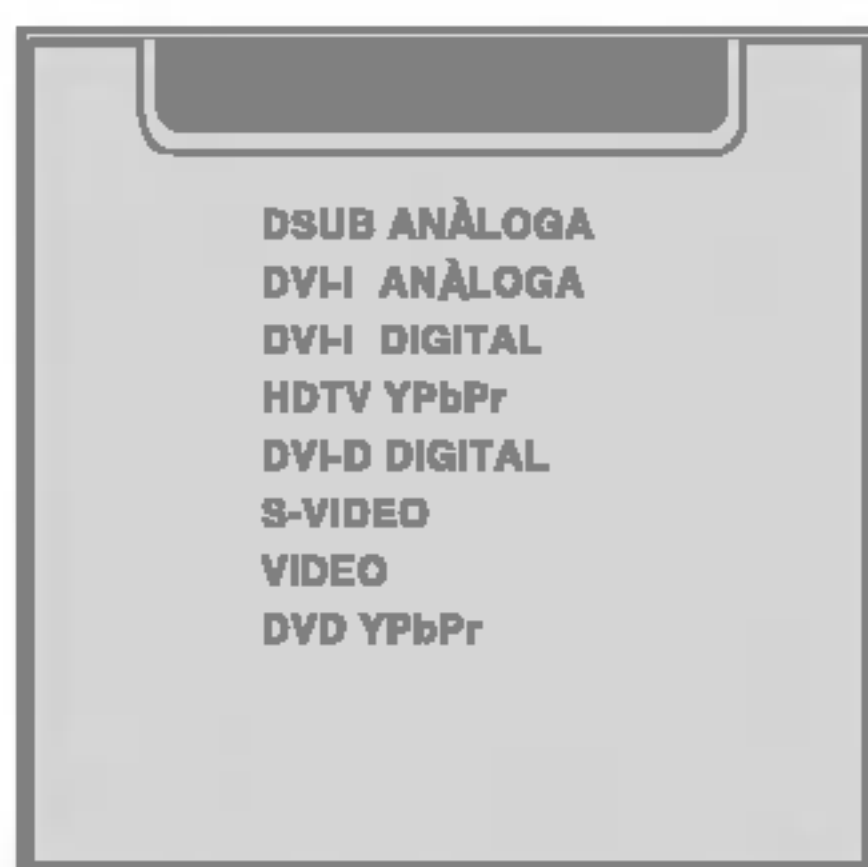 DSUB ANÀLOGA
DVI-I ANÀLOGA
DVI-I DIGITAL
HDTV YPbPr
DVI-D DIGITAL
S-VIDEO
VIDEO
DVD YPbPr